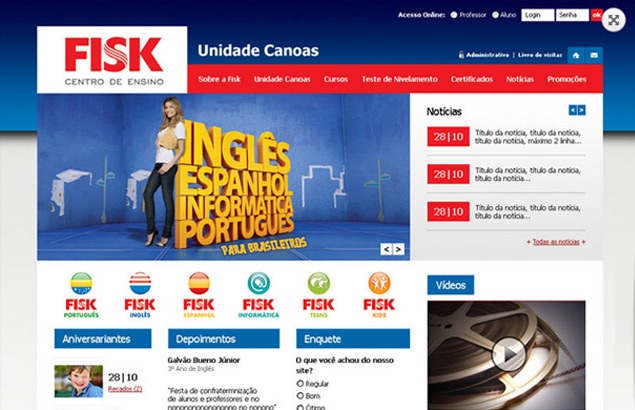 Acesso Online: Professor Aluno Login Senha ok
FISK
CENTRO DE ENSINO
Unidade Canoas
Administrativo | Livro de visitas
Sobre a Fisk Unidade Canoas Cursos Teste de Nivelamento Certificados Notícias Promoções
INGLÊS
ESPANHOL
INFORMÁTICA
PORTUGUÊS
PARA BRASILEIROS
Notícias
28|10 Título da notícia, título da notícia,
título da notícia, máximo 2 linha...
28|10 Título da notícia, título da notícia,
título da notícia...
28|10 Título da notícia, título da notícia,
título da notícia...
+ Todas as notícias +
FISK
PORTUGUÊS
FISK
INGLÊS
FISK
ESPANHOL
FISK
INFORMÁTICA
FISK
TEENS
FISK
KIDS
Aniversariantes
28|10
Recados (2)
Depoimentos
Galvão Bueno Júnior
3º Ano de Inglês
"Festa de confraternização
de alunos e professores e no
nononononononono no nonono"
Enquete
O que você achou do nosso
site?
Regular
Bom
Ótimo
Vídeos